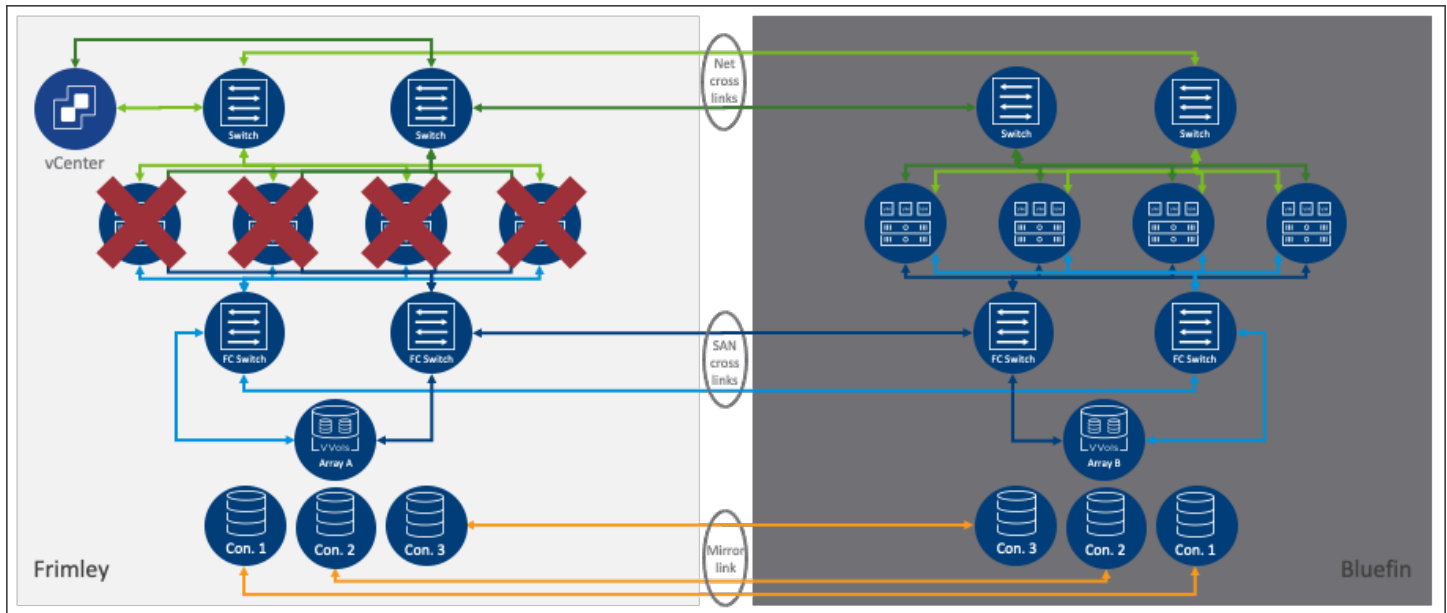 Net
cross
links
Switch
Switch
Switch
Switch
vCenter
SAN
cross
links
FC Switch
FC Switch
FC Switch
FC Switch
VVols
Array A
VVols
Array B
Con. 1
Con. 2
Con. 3
Mirror
link
Con. 3
Con. 2
Con. 1
Frimley
Bluefin